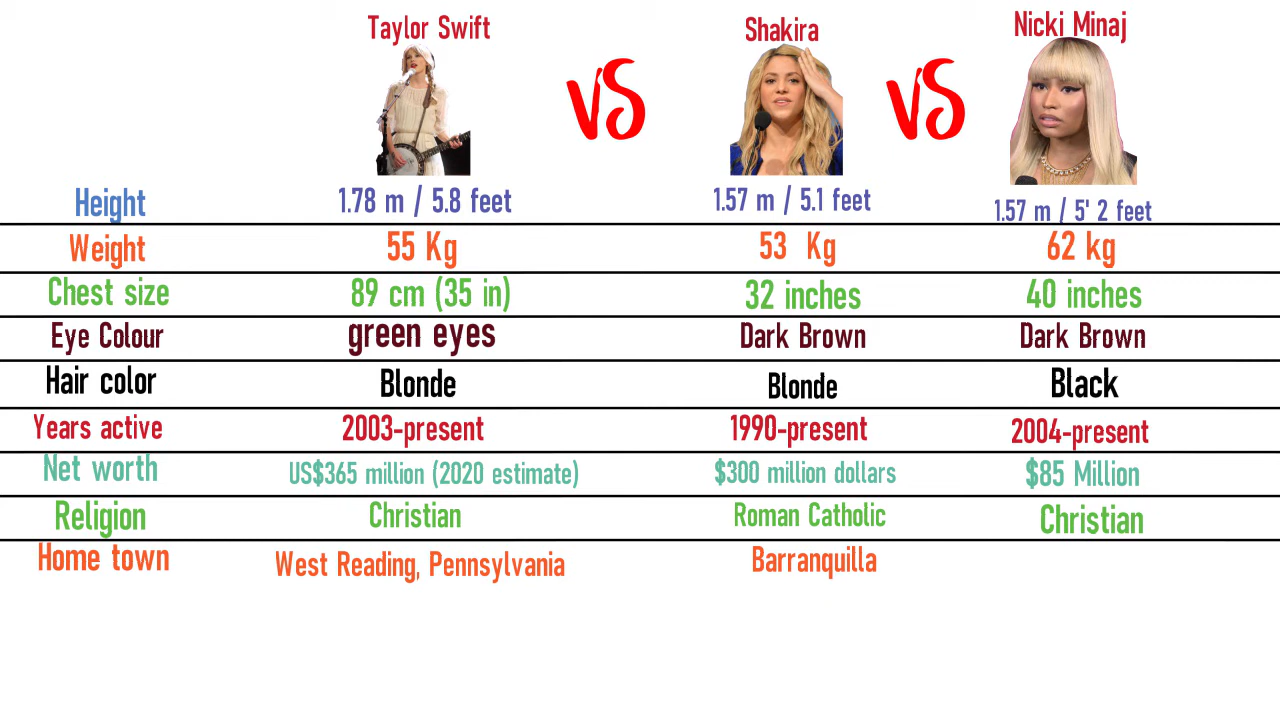 Taylor Swift VS Shakira VS Nicki Minaj
Height 1.78 m / 5.8 feet 1.57 m / 5.1 feet 1.57 m / 5' 2 feet
Weight 55 Kg 53 Kg 62 kg
Chest size 89 cm (35 in) 32 inches 40 inches
Eye Colour green eyes Dark Brown Dark Brown
Hair color Blonde Blonde Black
Years active 2003-present 1990-present 2004-present
Net worth US$365 million (2020 estimate) $300 million dollars $85 Million
Religion Christian Roman Catholic Christian
Home town West Reading, Pennsylvania Barranquilla